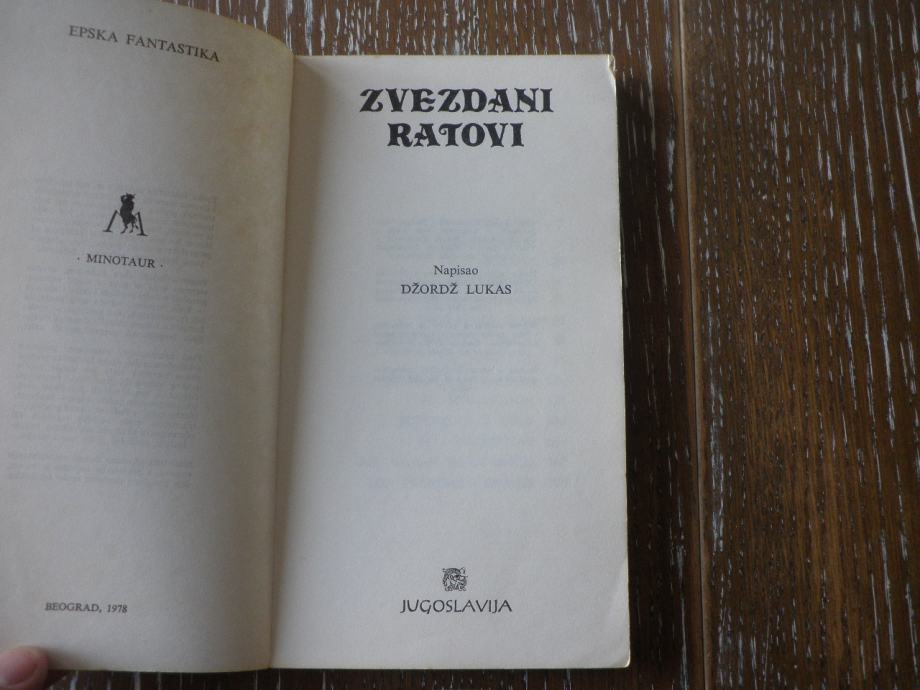 EPSKA FANTASTIKA
· MINOTAUR ·
BEOGRAD, 1978
ZVEZDANI
RATOVI
Napisao
DŽORDŽ LUKAS
JUGOSLAVIJA